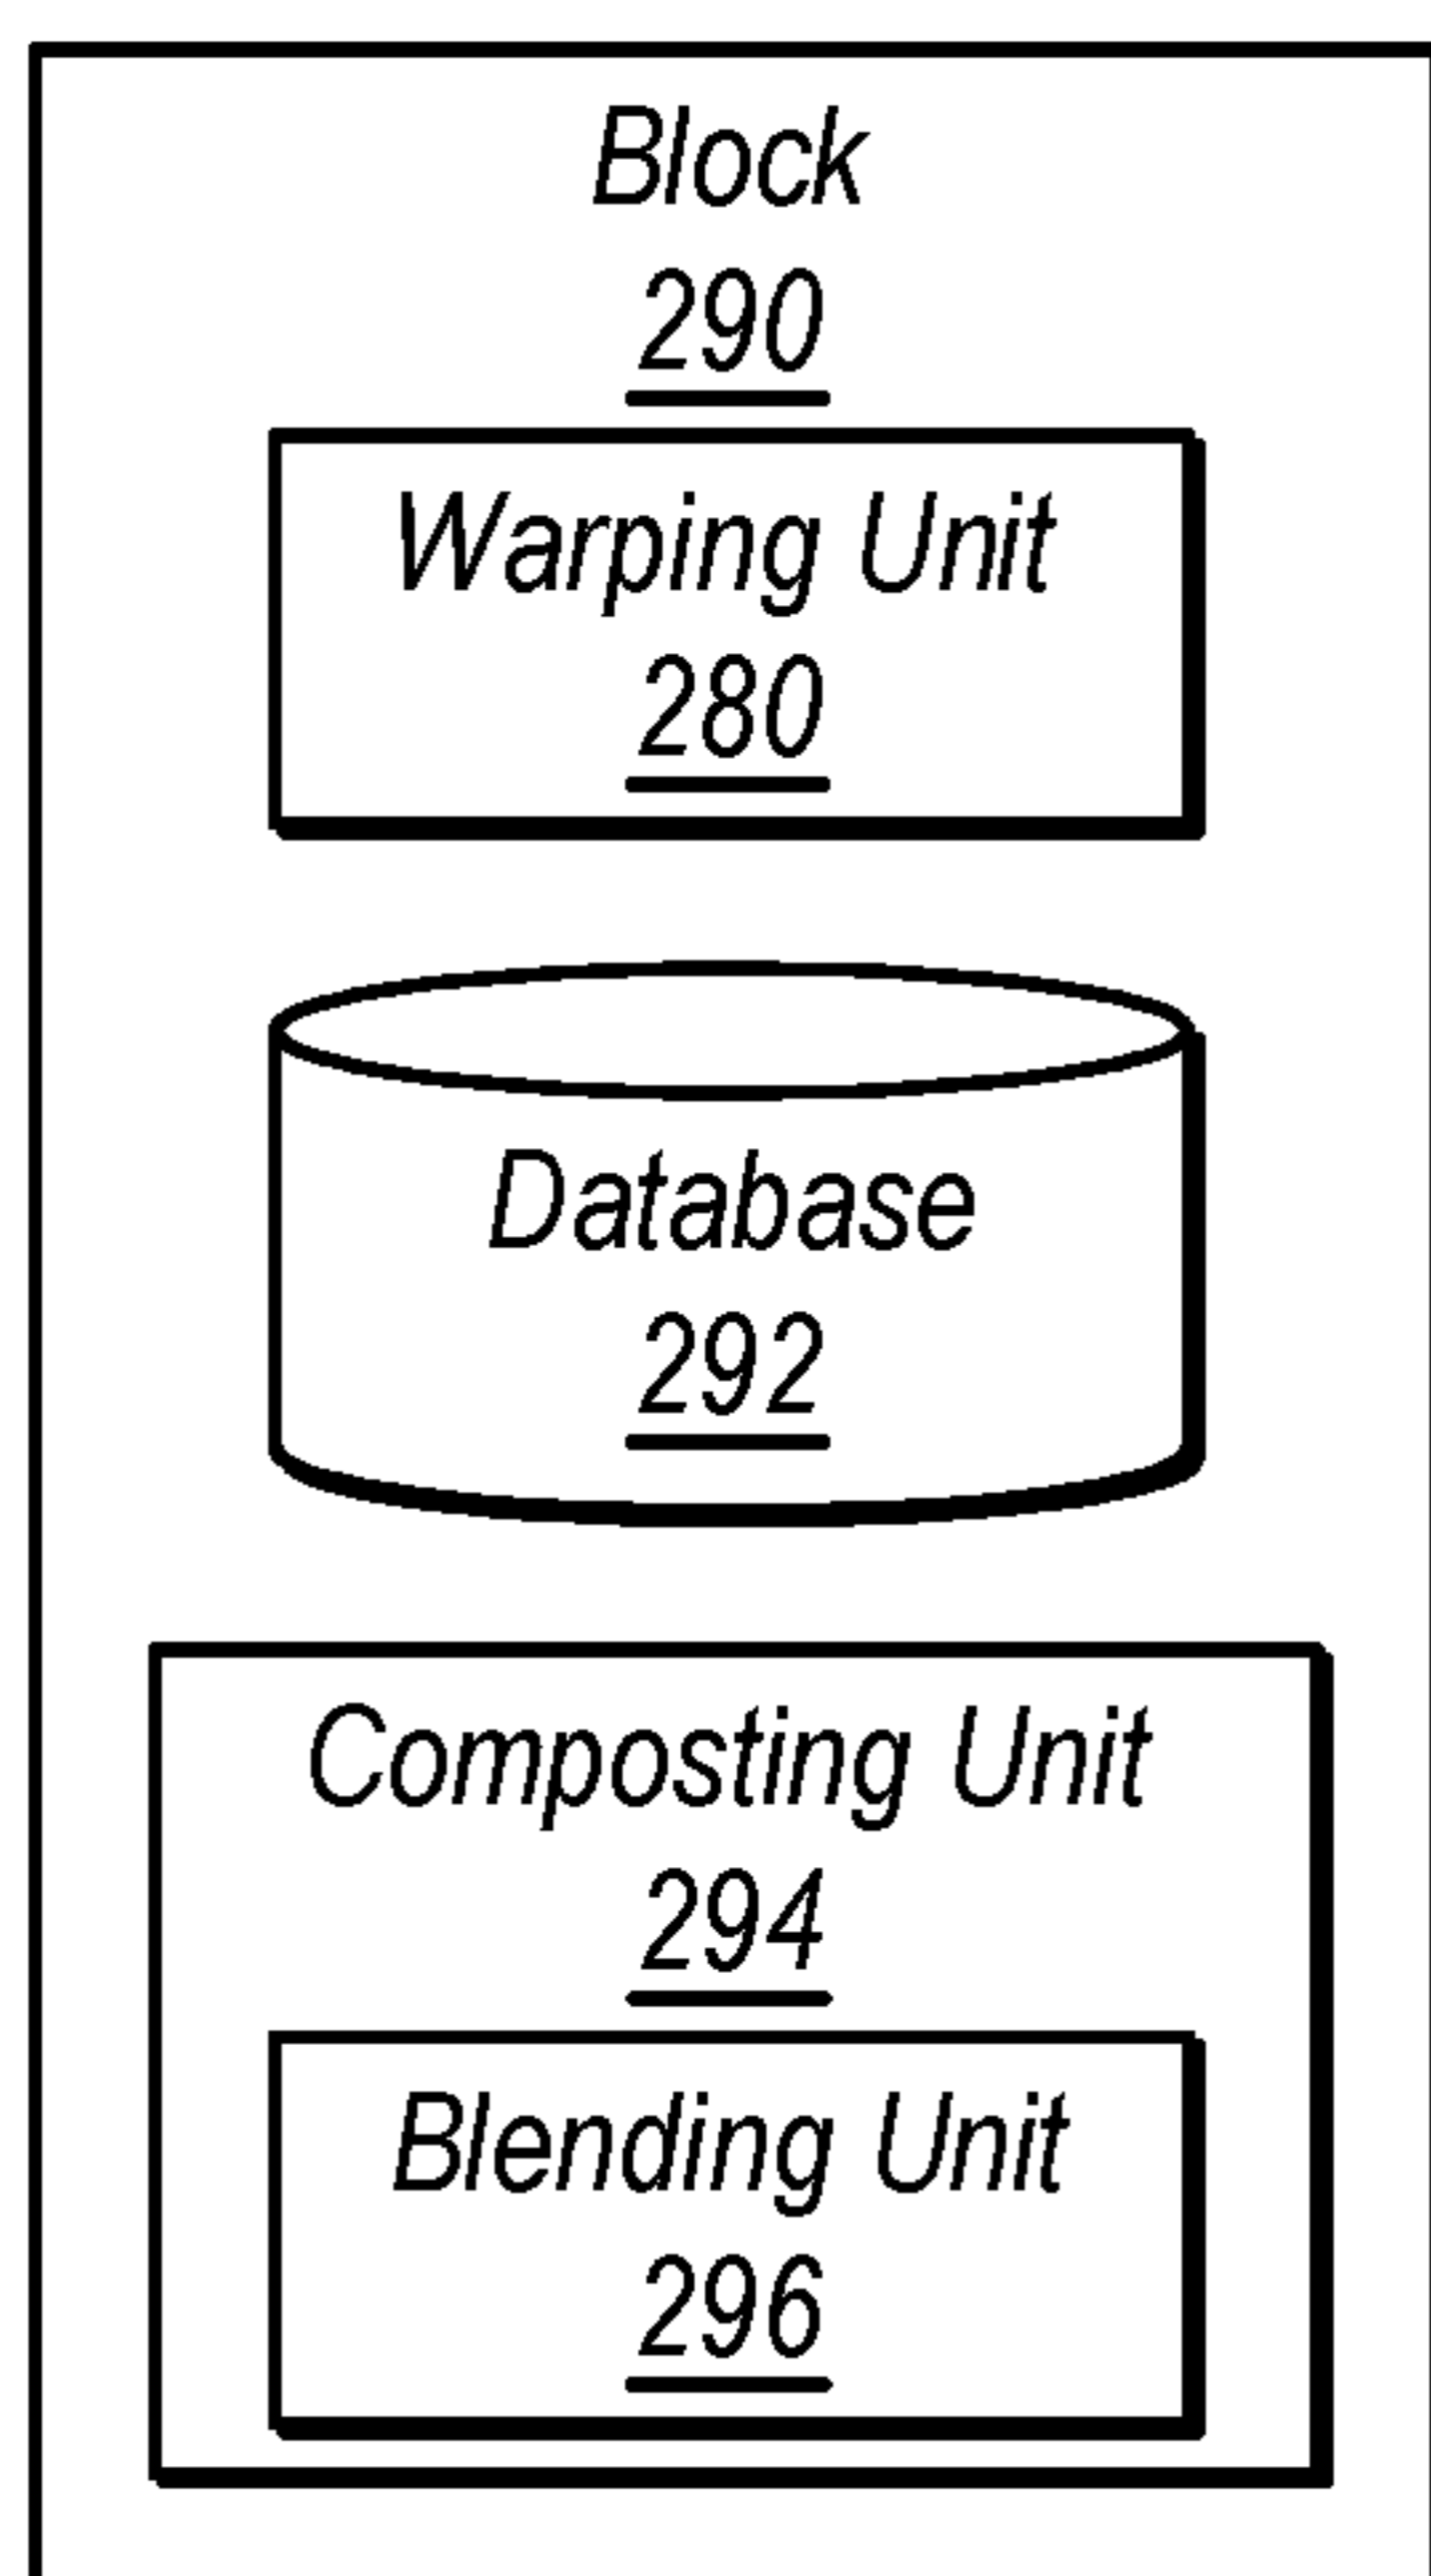 Block
290
Warping Unit
280
Database
292
Composting Unit
294
Blending Unit
296